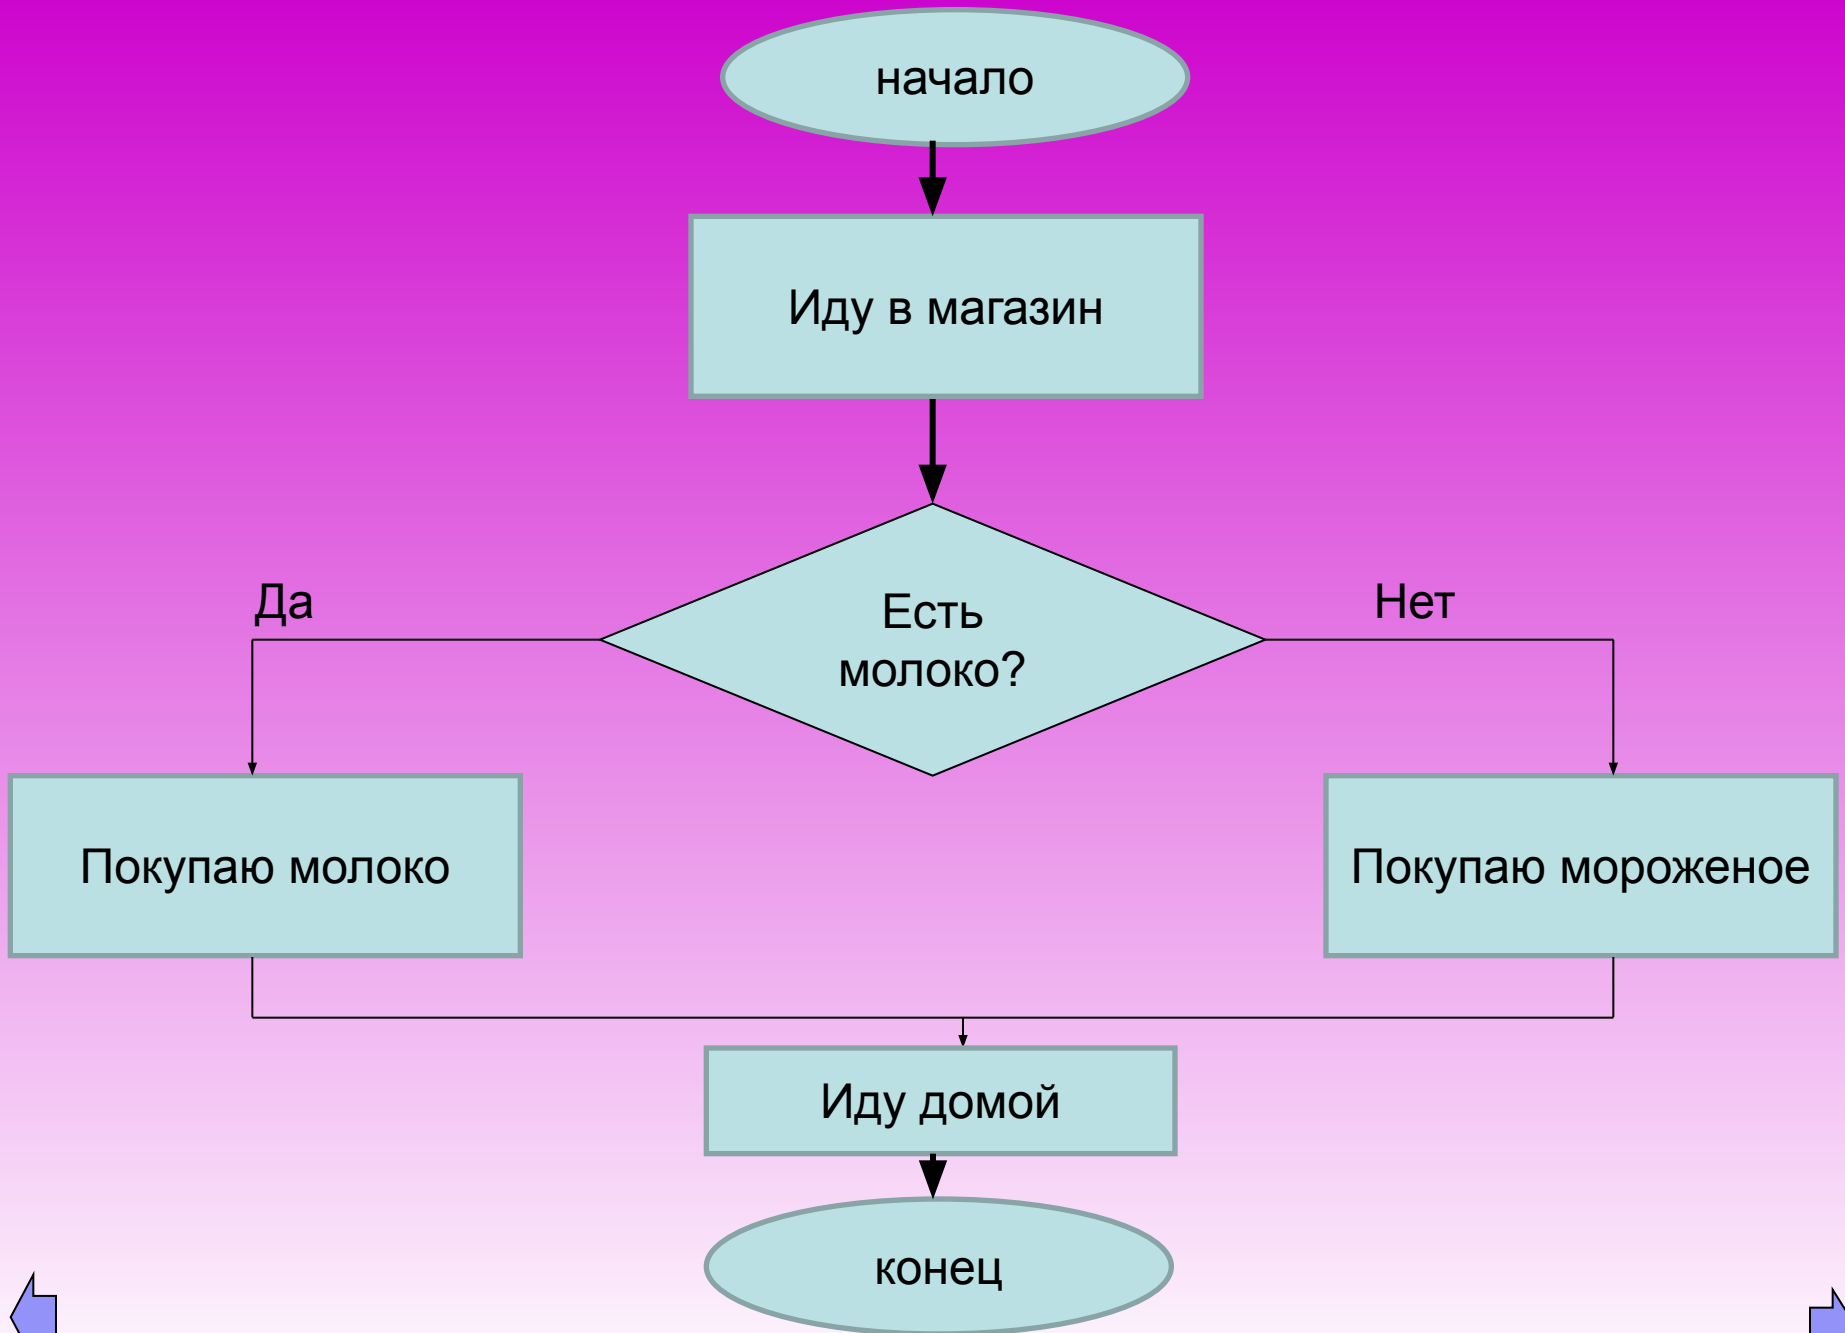 начало
Иду в магазин
Да
Есть
молоко?
Нет
Покупаю молоко
Покупаю мороженое
Иду домой
конец